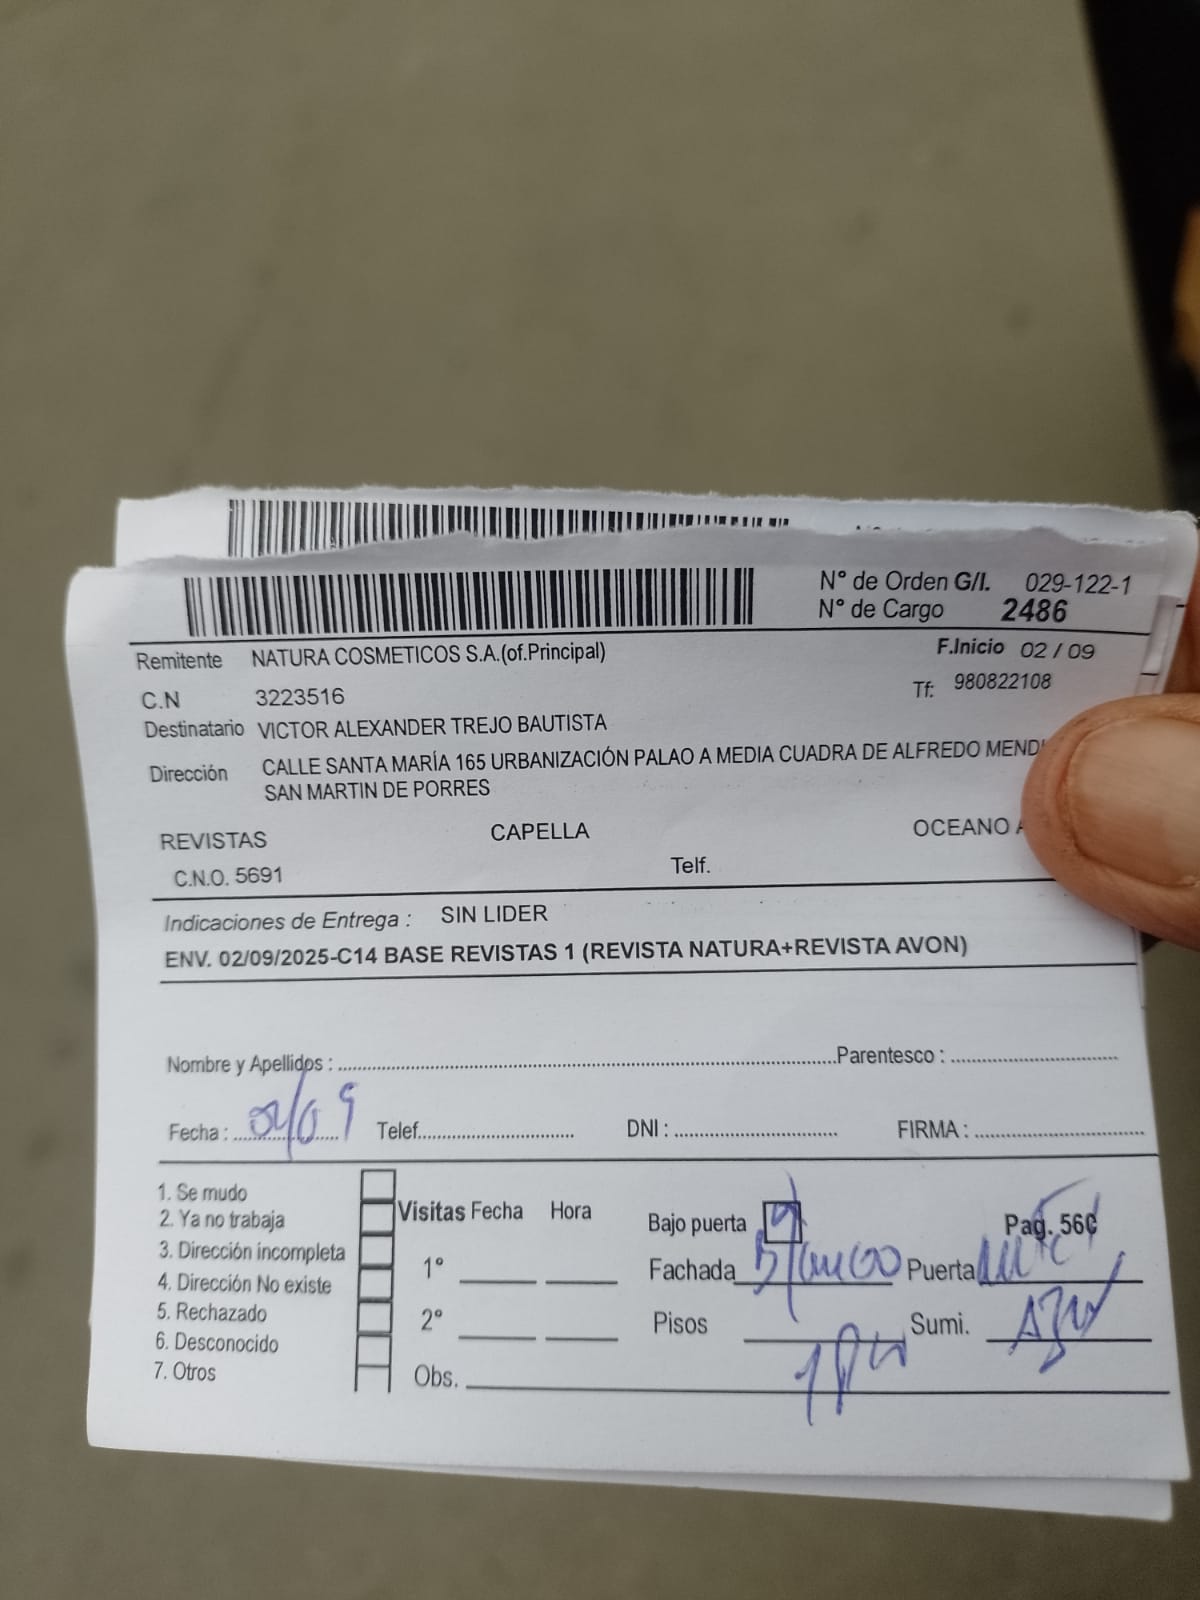 N° de Orden G/I. 029-122-1
N° de Cargo 2486
Remitente NATURA COSMETICOS S.A.(of.Principal)
F.Inicio 02 / 09
C.N 3223516
Tf: 980822108
Destinatario VICTOR ALEXANDER TREJO BAUTISTA
Dirección CALLE SANTA MARÍA 165 URBANIZACIÓN PALAO A MEDIA CUADRA DE ALFREDO
SAN MARTIN DE PORRES
REVISTAS CAPELLA OCEANO
C.N.O. 5691 Telf.
Indicaciones de Entrega : SIN LIDER
ENV. 02/09/2025-C14 BASE REVISTAS 1 (REVISTA NATURA+REVISTA AVON)
Nombre y Apellidos : Parentesco :
Fecha : Telef. DNI : FIRMA :
1. Se mudo
2. Ya no trabaja
3. Dirección incompleta
4. Dirección No existe
5. Rechazado
6. Desconocido
7. Otros
Visitas Fecha Hora
1°
2°
Obs.
Bajo puerta Pag. 560
Fachada Blanco Puerta
Pisos Sumi.